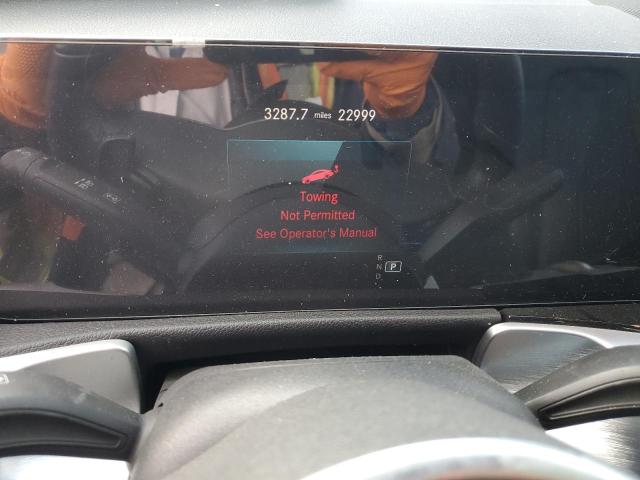 3287.7 miles 22999
Towing
Not Permitted
See Operator's Manual
R
N P
D